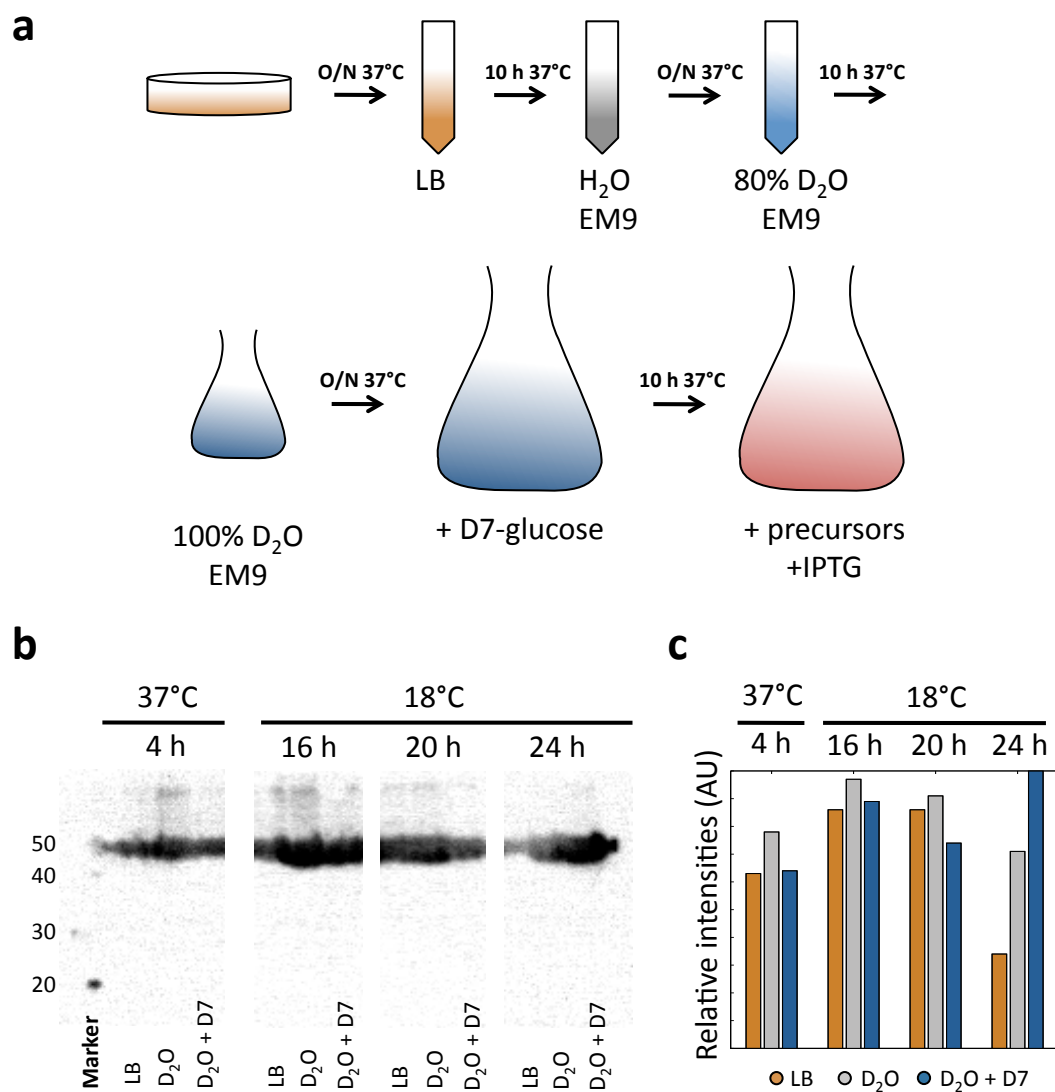 a
O/N 37°C
10 h 37°C
O/N 37°C
10 h 37°C
LB
H₂O
EM9
80% D₂O
EM9
O/N 37°C
10 h 37°C
100% D₂O
EM9
+ D7-glucose
+ precursors
+IPTG
b
37°C
18°C
4 h
16 h
20 h
24 h
50
40
30
20
Marker
LB
D₂O
D₂O + D7
LB
D₂O
D₂O + D7
LB
D₂O
D₂O + D7
LB
D₂O
D₂O + D7
c
37°C
18°C
4 h
16 h
20 h
24 h
Relative intensities (AU)
LB
D₂O
D₂O + D7